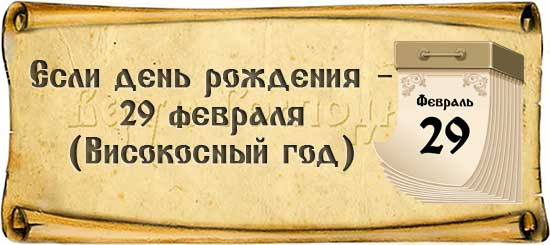 Если день рождения –
29 февраля
(Високосный год)
Февраль
29